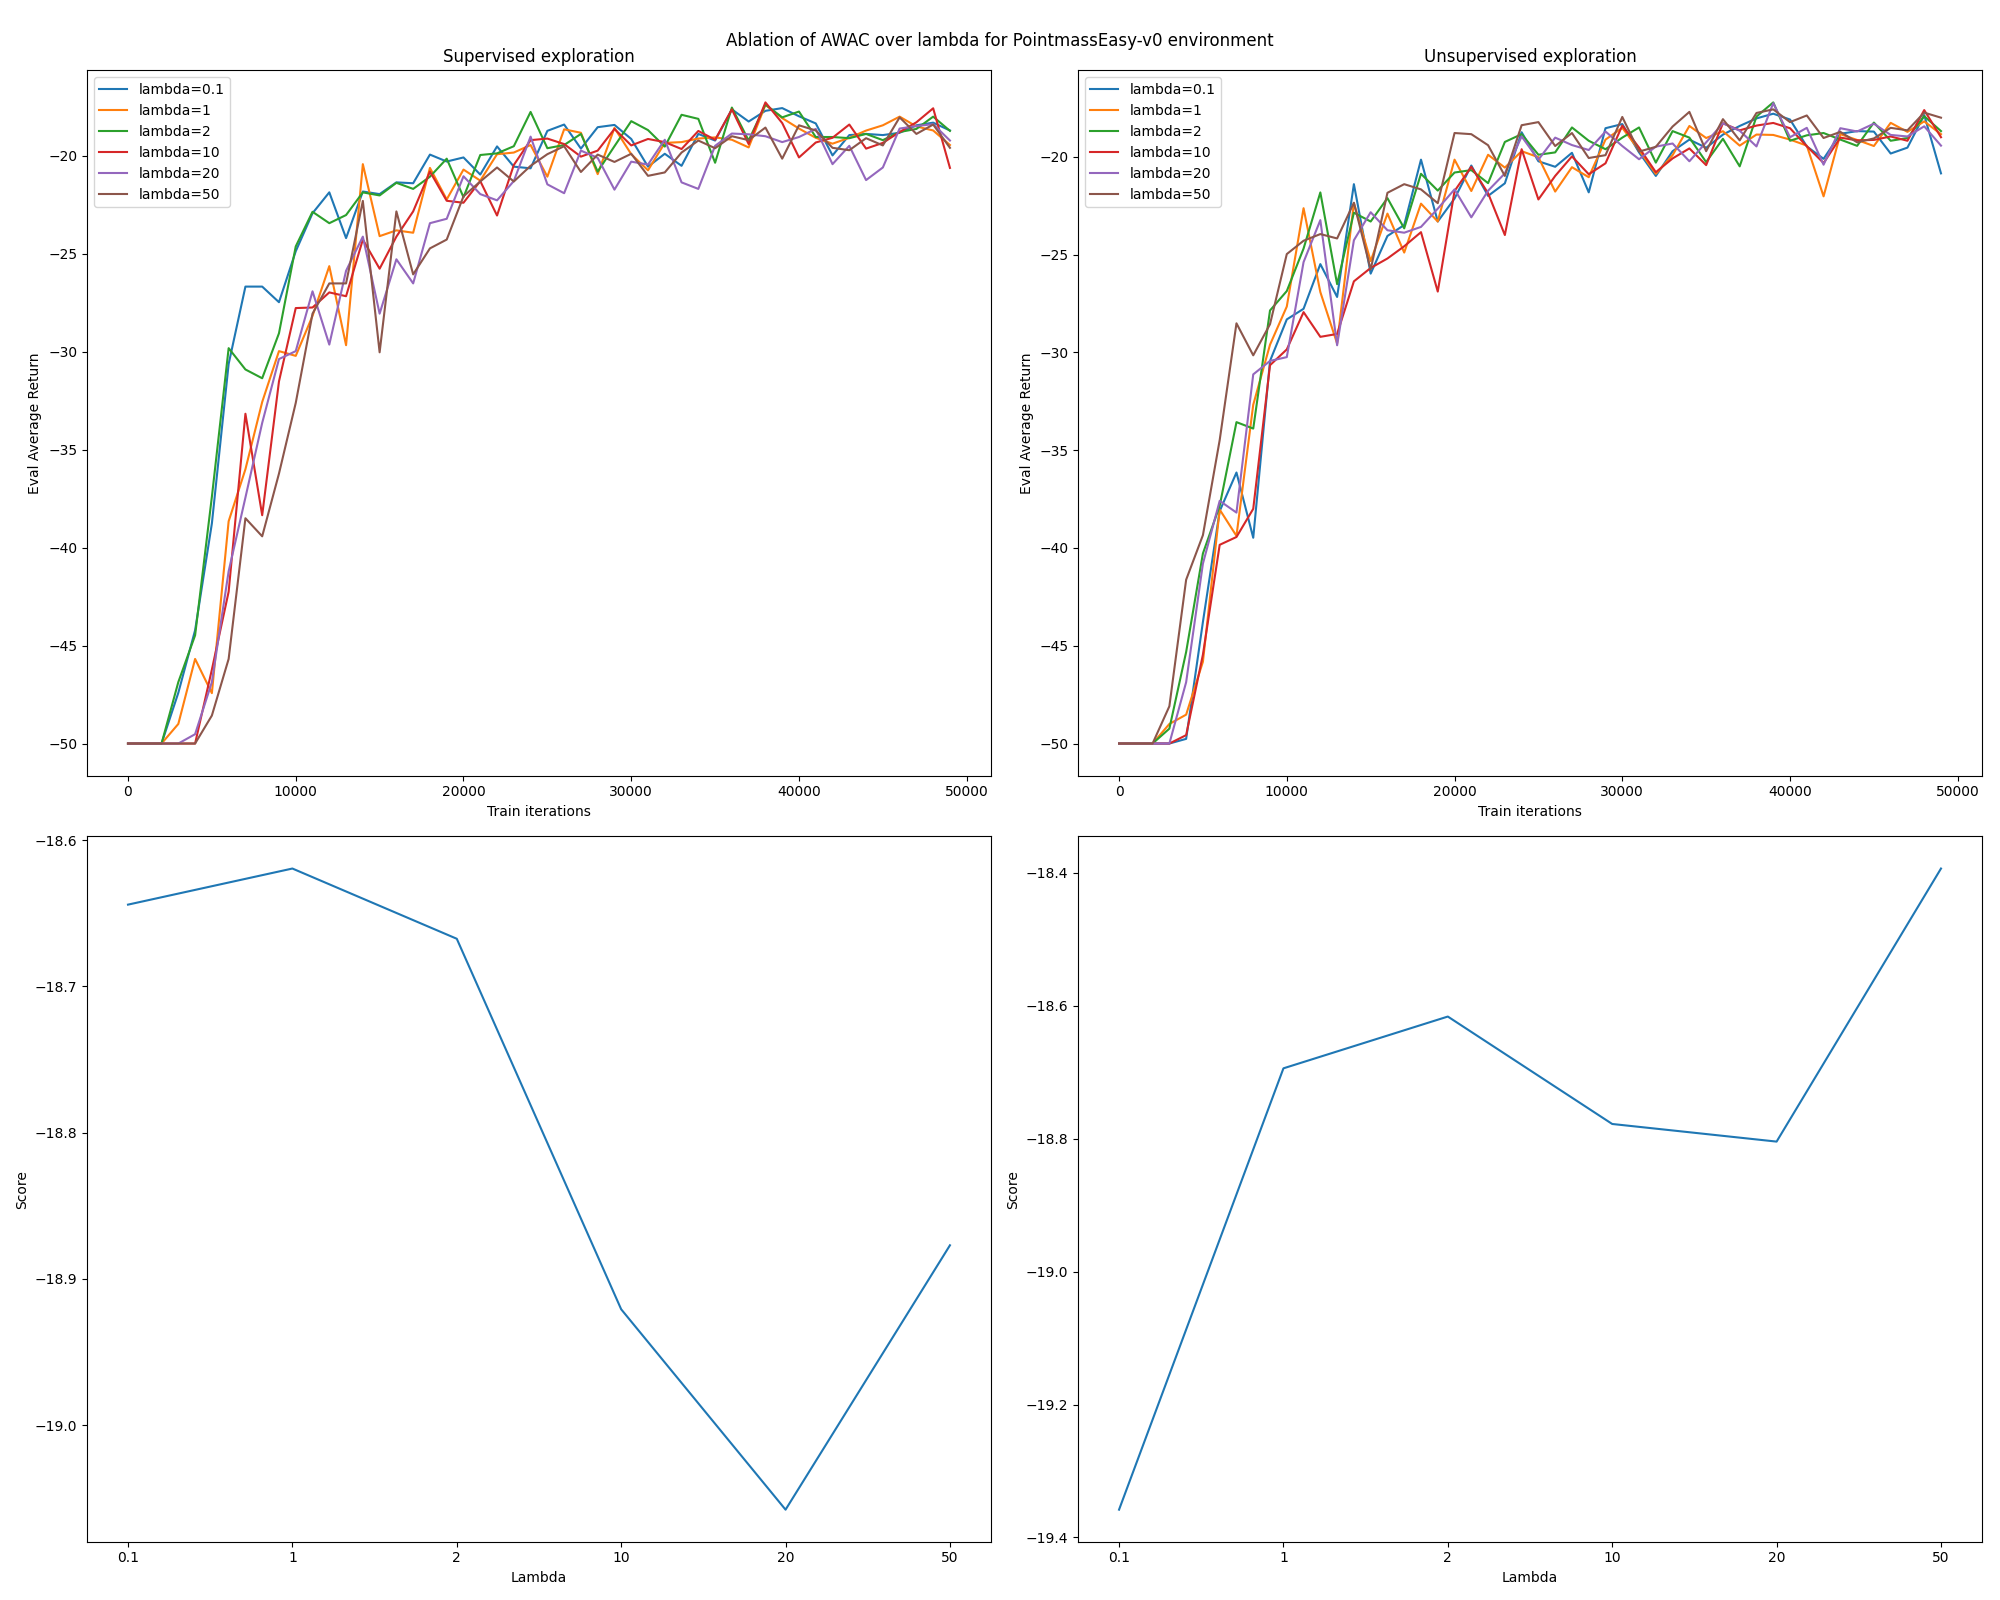 Ablation of AWAC over lambda for PointmassEasy-v0 environment
Supervised exploration
lambda=0.1
lambda=1
lambda=2
lambda=10
lambda=20
lambda=50
−20
−25
−30
−35
−40
−45
−50
Eval Average Return
0 10000 20000 30000 40000 50000
Train iterations
Unsupervised exploration
lambda=0.1
lambda=1
lambda=2
lambda=10
lambda=20
lambda=50
−20
−25
−30
−35
−40
−45
−50
Eval Average Return
0 10000 20000 30000 40000 50000
Train iterations
−18.6
−18.7
−18.8
−18.9
−19.0
Score
0.1 1 2 10 20 50
Lambda
−18.4
−18.6
−18.8
−19.0
−19.2
−19.4
Score
0.1 1 2 10 20 50
Lambda